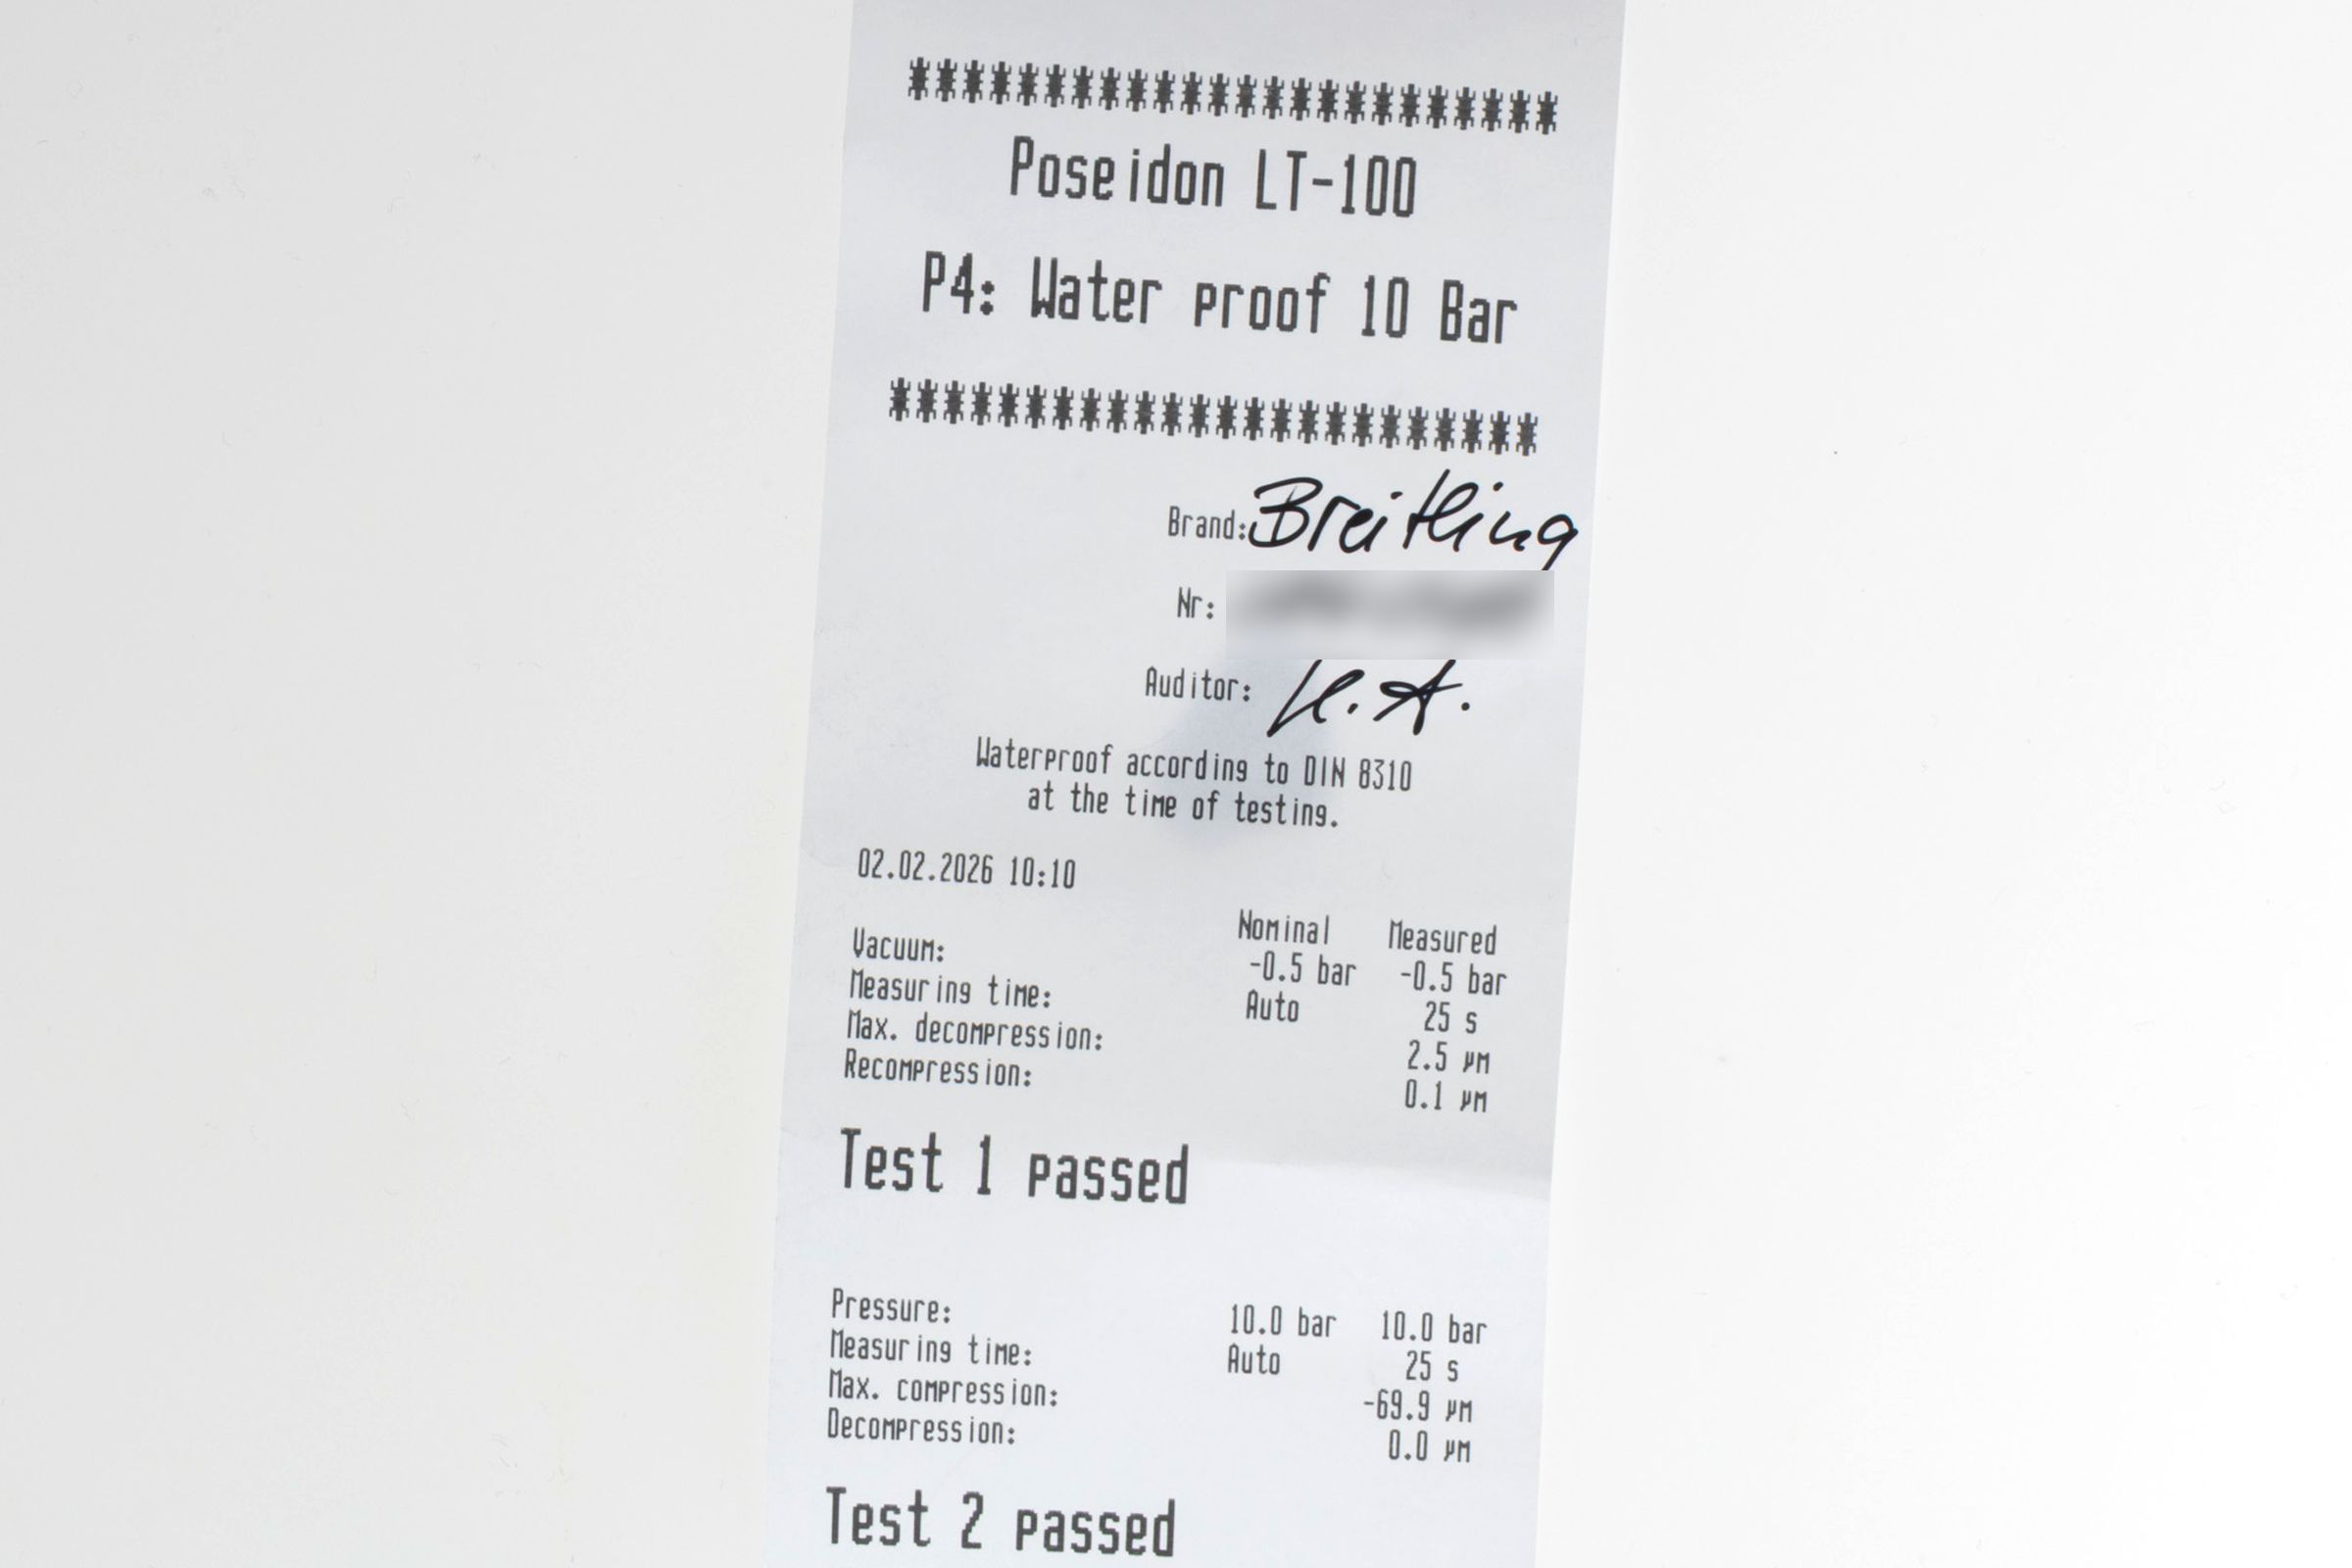 ************************
Poseidon LT-100
P4: Water proof 10 Bar
************************
Brand: Breitling
Nr:
Auditor: K.A.
Waterproof according to DIN 8310
at the time of testing.
02.02.2026 10:10
Nominal Measured
Vacuum: -0.5 bar -0.5 bar
Measuring time: Auto 25 s
Max. decompression: 2.5 µm
Recompression: 0.1 µm
Test 1 passed
Pressure: 10.0 bar 10.0 bar
Measuring time: Auto 25 s
Max. compression: -69.9 µm
Decompression: 0.0 µm
Test 2 passed